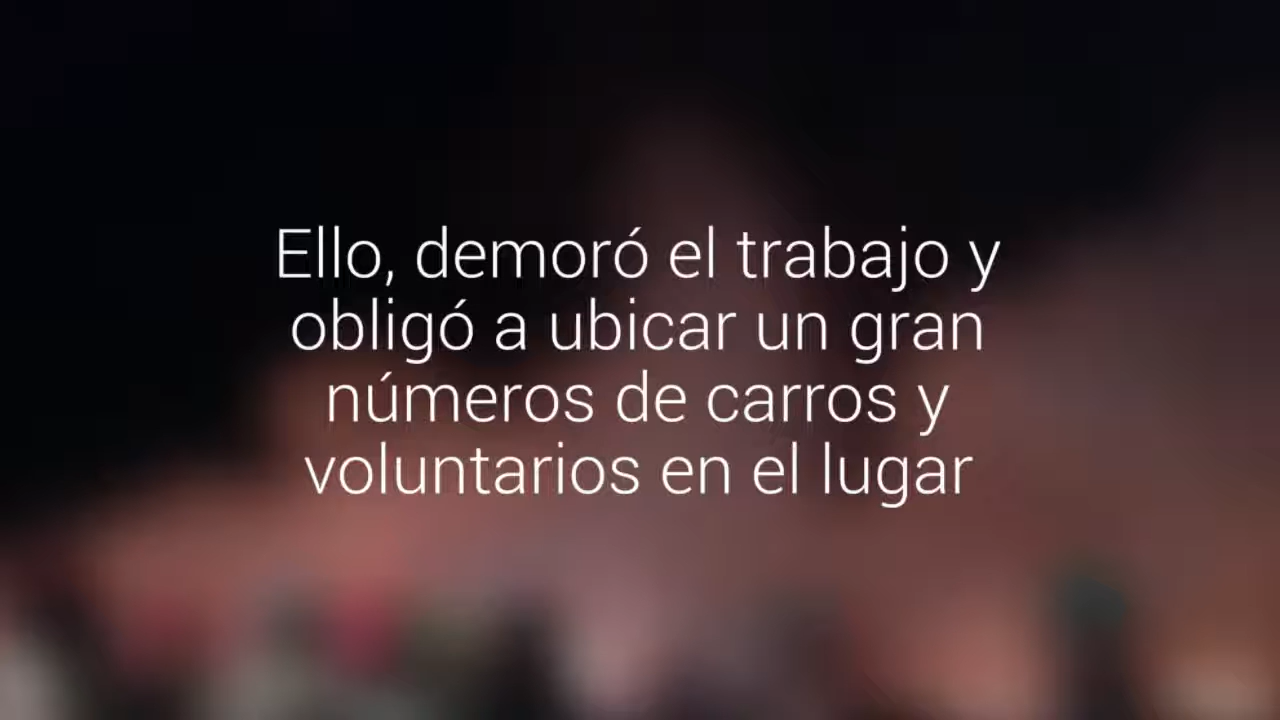 Ello, demoró el trabajo y
obligó a ubicar un gran
números de carros y
voluntarios en el lugar